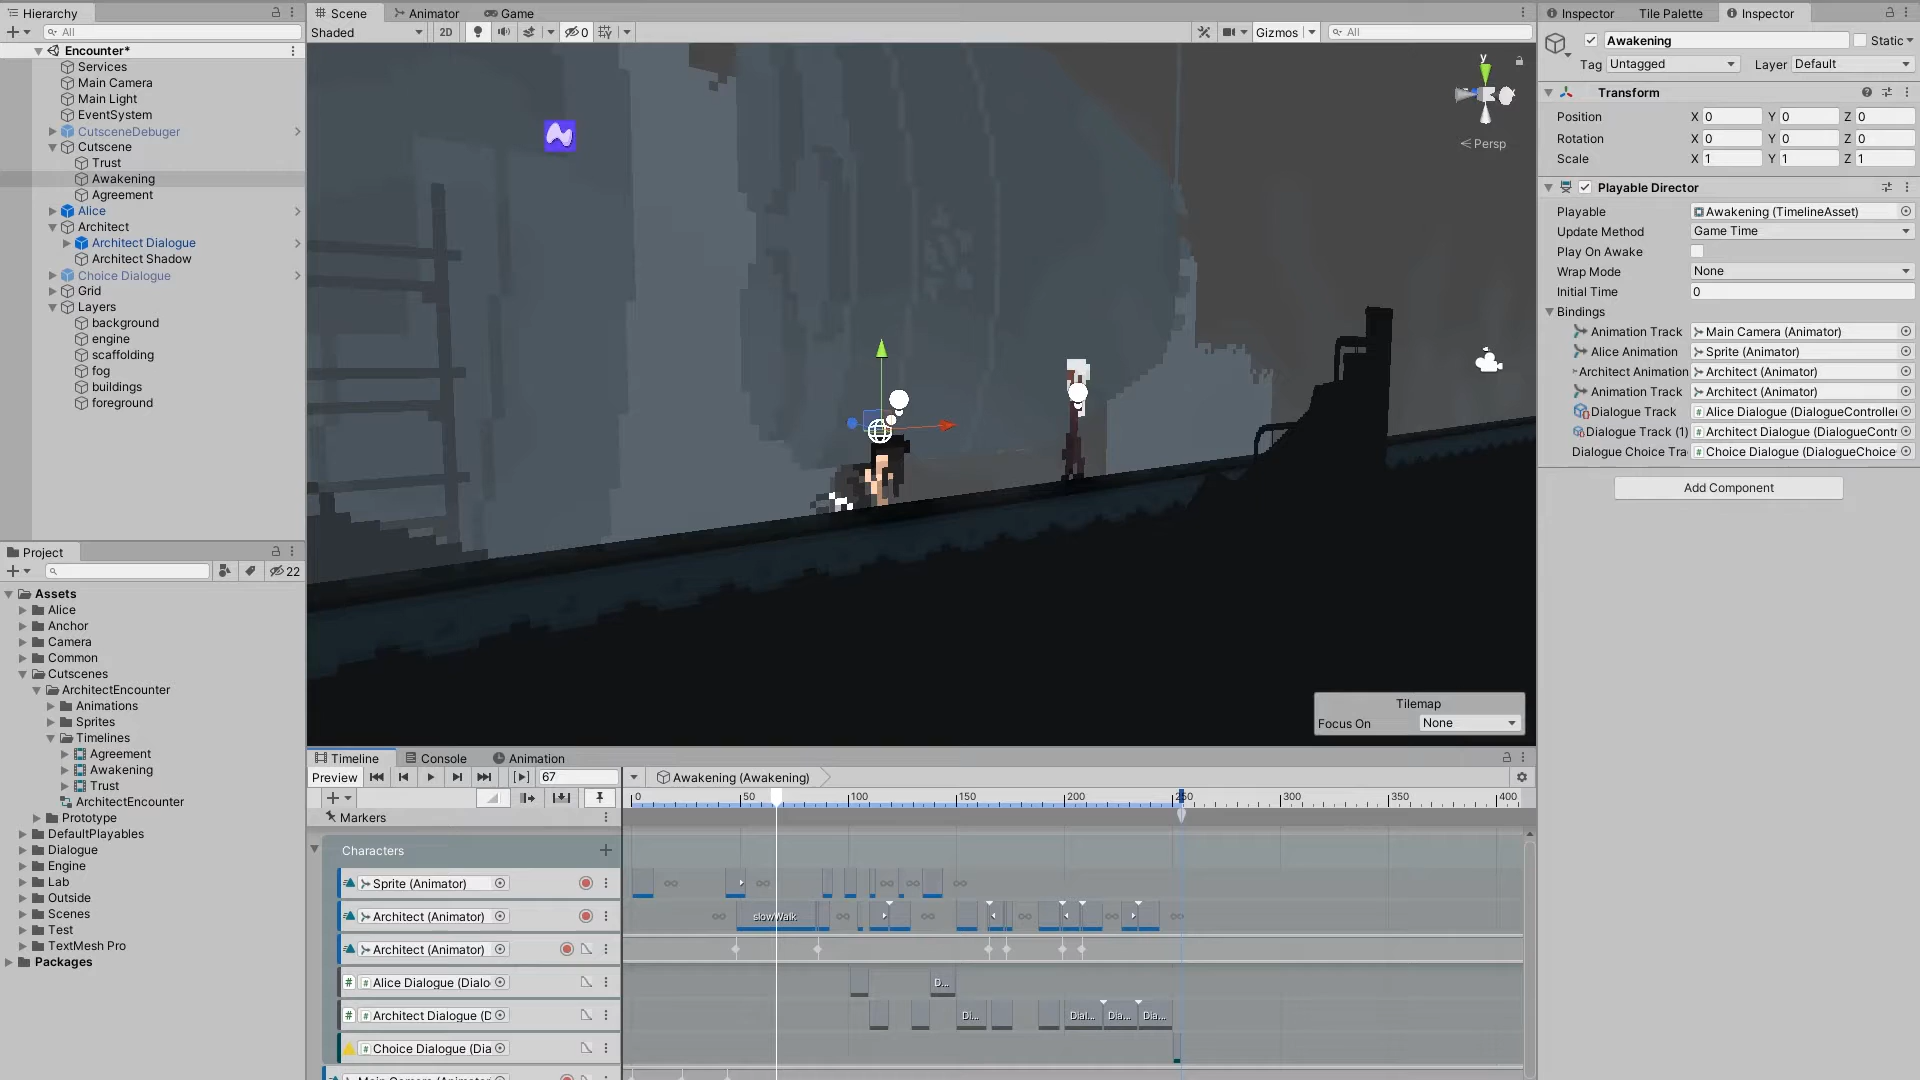 Hierarchy
All
Encounter*
Services
Main Camera
Main Light
EventSystem
CutsceneDebuger
Cutscene
Trust
Awakening
Agreement
Alice
Architect
Architect Dialogue
Architect Shadow
Choice Dialogue
Grid
Layers
background
engine
scaffolding
fog
buildings
foreground
Project
22
Assets
Alice
Anchor
Camera
Common
Cutscenes
ArchitectEncounter
Animations
Sprites
Timelines
Agreement
Awakening
Trust
ArchitectEncounter
Prototype
DefaultPlayables
Dialogue
Engine
Lab
Outside
Scenes
Test
TextMesh Pro
Packages
Scene Animator Game
Shaded 2D 0 Gizmos All
y
Persp
Tilemap
Focus On None
Timeline Console Animation
Preview 67 Awakening (Awakening)
0 50 100 150 200 250 300 350 400
Markers
Characters
Sprite (Animator)
Architect (Animator) slowWalk
Architect (Animator)
Alice Dialogue (Dialo D...
Architect Dialogue (D Di... Dial... Dia... Dia...
Choice Dialogue (Dia
Inspector Tile Palette Inspector
Awakening Static
Tag Untagged Layer Default
Transform
Position X 0 Y 0 Z 0
Rotation X 0 Y 0 Z 0
Scale X 1 Y 1 Z 1
Playable Director
Playable Awakening (TimelineAsset)
Update Method Game Time
Play On Awake
Wrap Mode None
Initial Time 0
Bindings
Animation Track Main Camera (Animator)
Alice Animation Sprite (Animator)
Architect Animation Architect (Animator)
Animation Track Architect (Animator)
Dialogue Track Alice Dialogue (DialogueController
Dialogue Track (1) Architect Dialogue (DialogueContr
Dialogue Choice Tra Choice Dialogue (DialogueChoice
Add Component